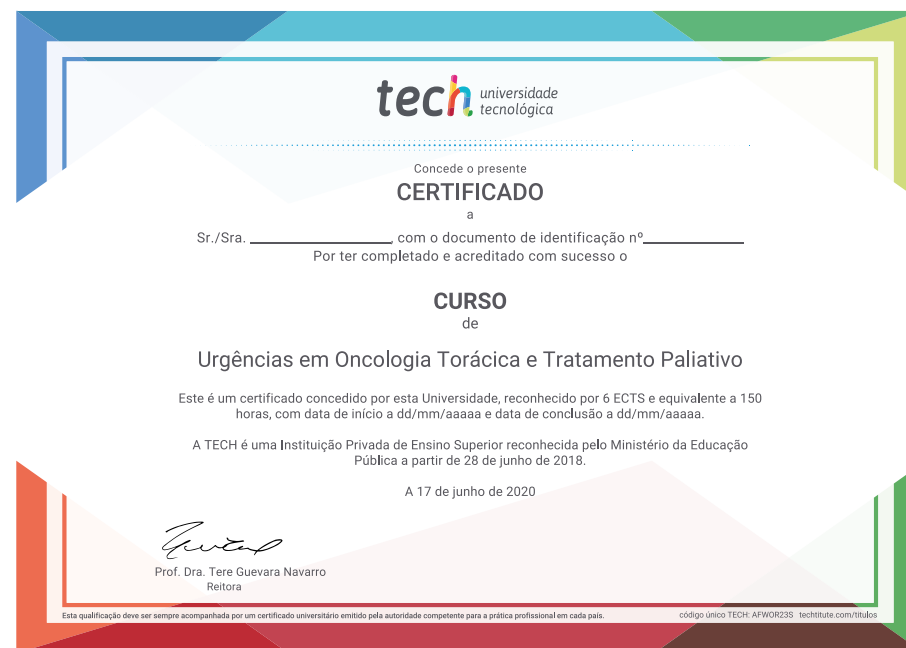 tech universidade
tecnológica
Concede o presente
CERTIFICADO
a
Sr./Sra. , com o documento de identificação nº
Por ter completado e acreditado com sucesso o
CURSO
de
Urgências em Oncologia Torácica e Tratamento Paliativo
Este é um certificado concedido por esta Universidade, reconhecido por 6 ECTS e equivalente a 150
horas, com data de início a dd/mm/aaaaa e data de conclusão a dd/mm/aaaaa.
A TECH é uma Instituição Privada de Ensino Superior reconhecida pelo Ministério da Educação
Pública a partir de 28 de junho de 2018.
A 17 de junho de 2020
Prof. Dra. Tere Guevara Navarro
Reitora
Esta qualificação deve ser sempre acompanhada por um certificado universitário emitido pela autoridade competente para a prática profissional em cada país.
código único TECH: AFWOR23S techtitute.com/titulos